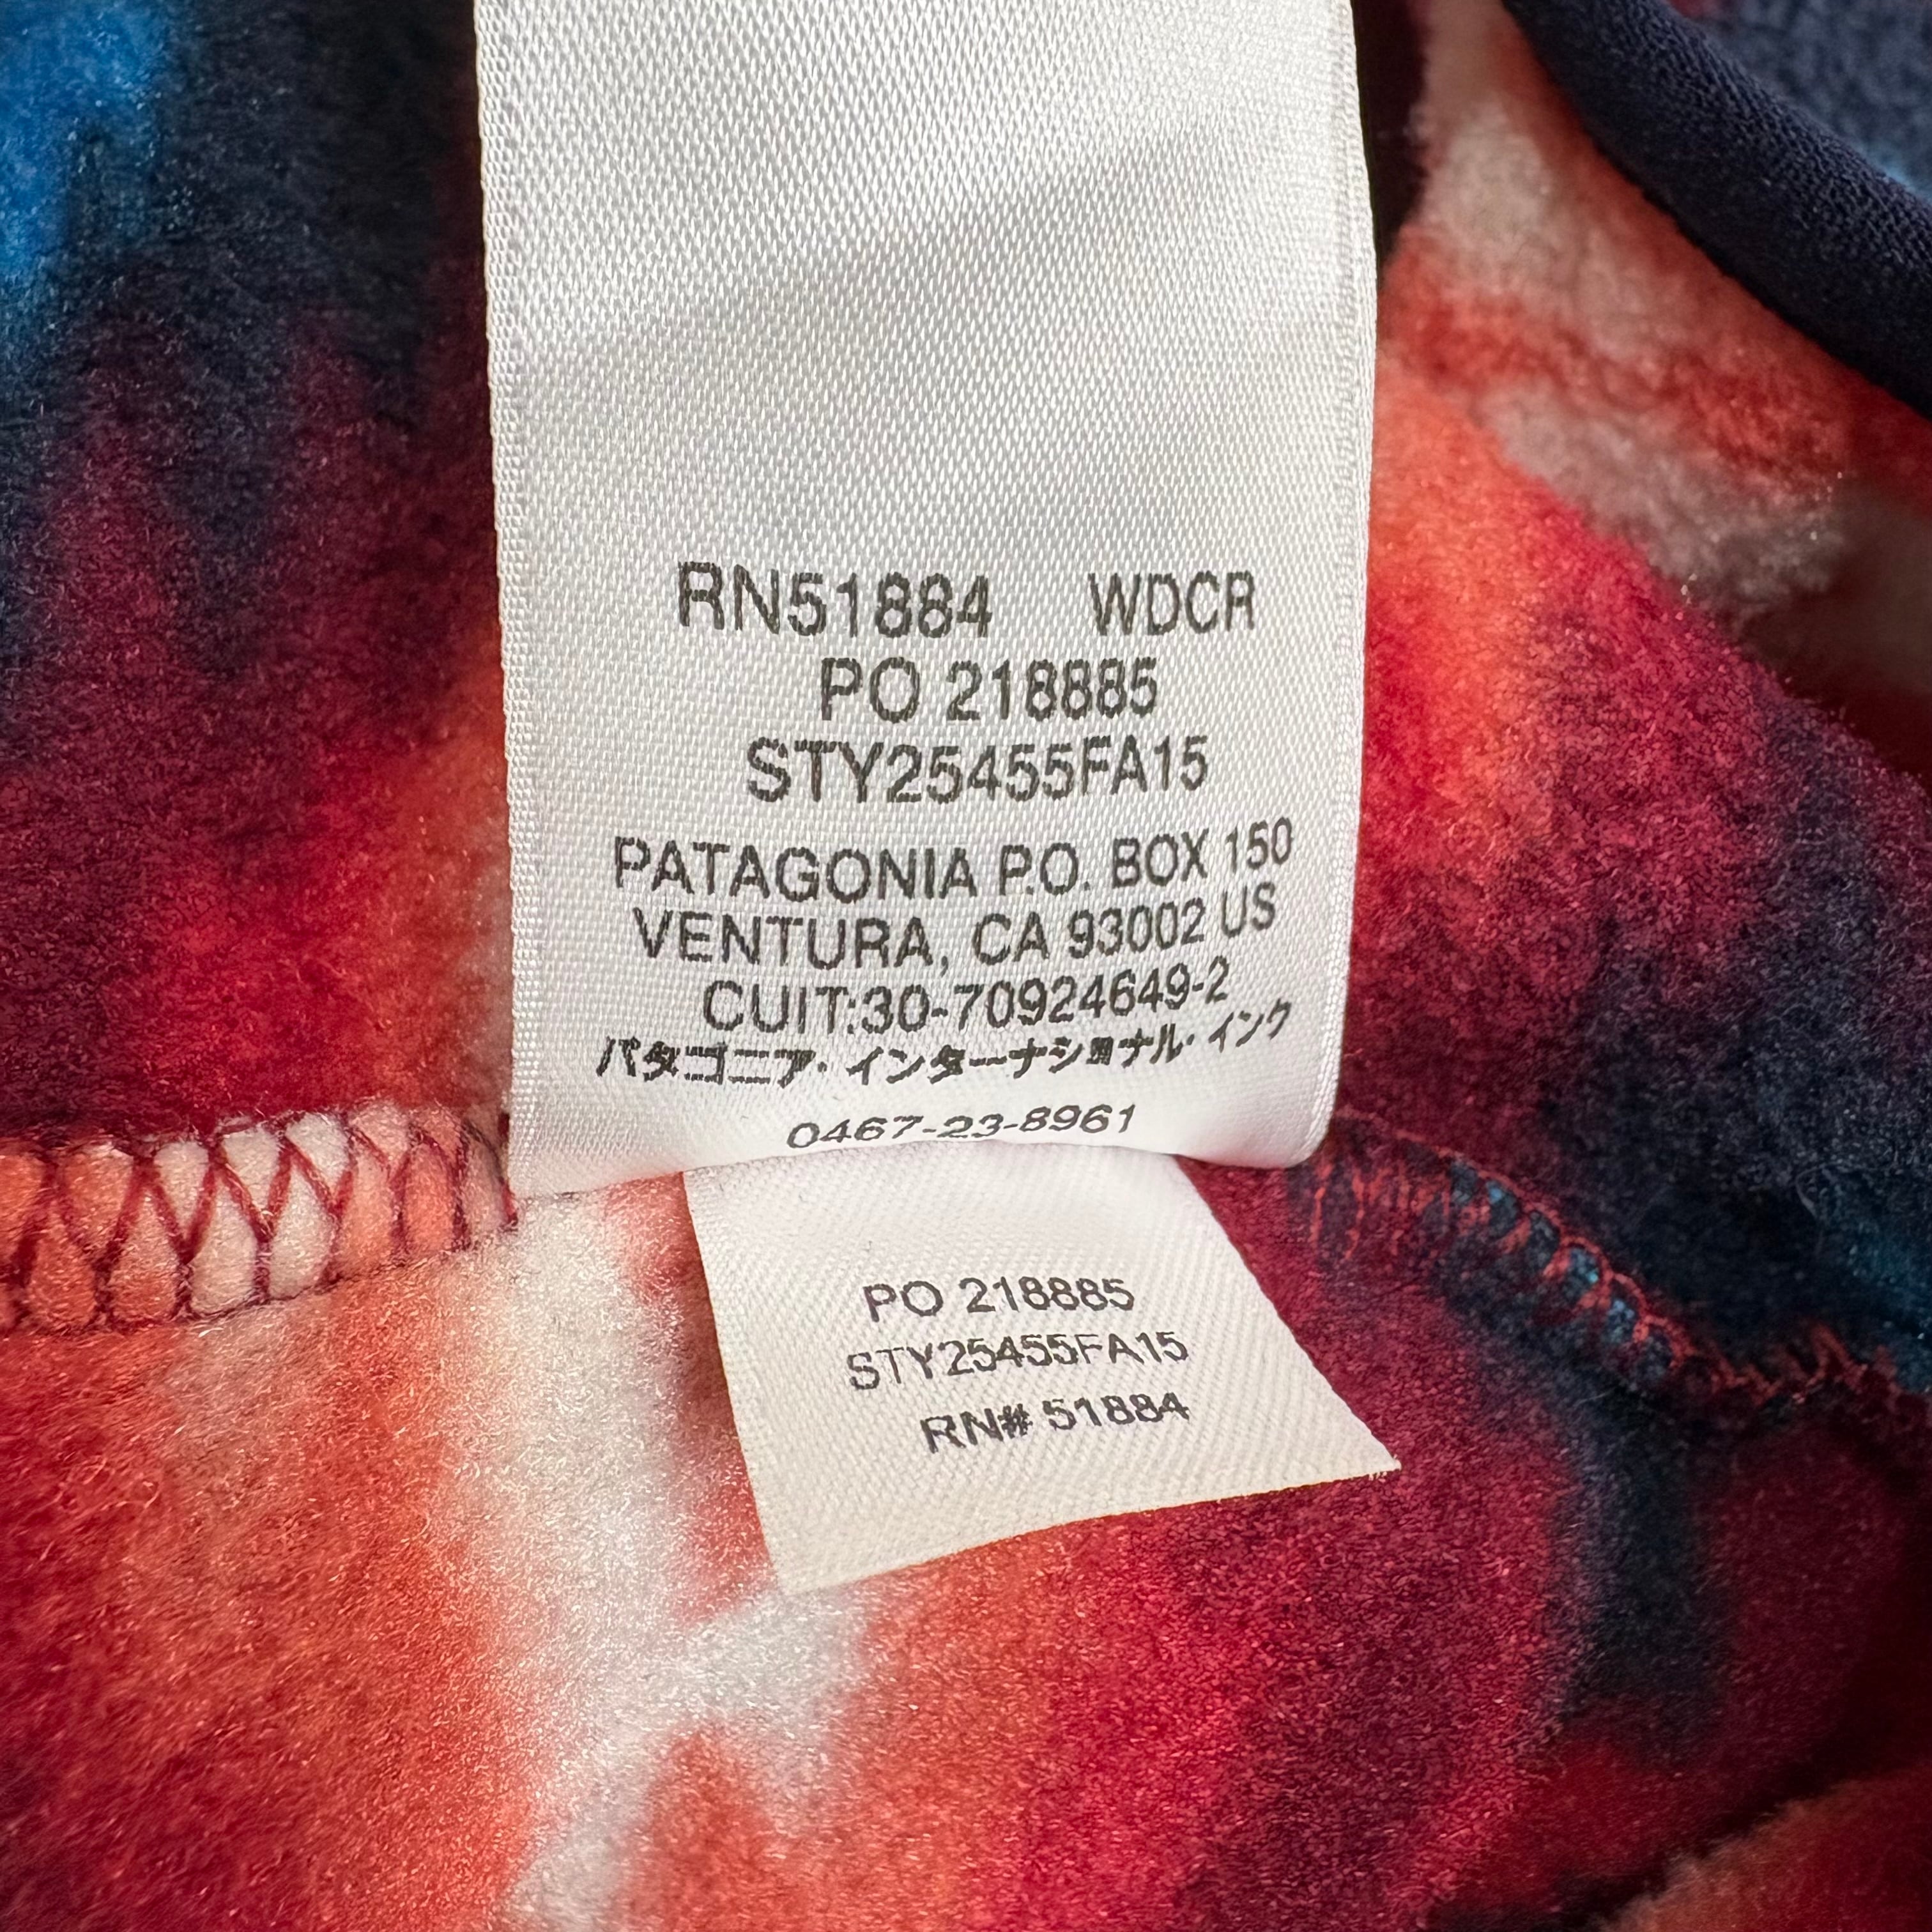 RN51884 WDCR
PO 218885
STY25455FA15
PATAGONIA P.O. BOX 150
VENTURA, CA 93002 US
CUIT:30-70924649-2
パタゴニア・インターナショナル・インク
0467-23-8961
PO 218885
STY25455FA15
RN# 51884